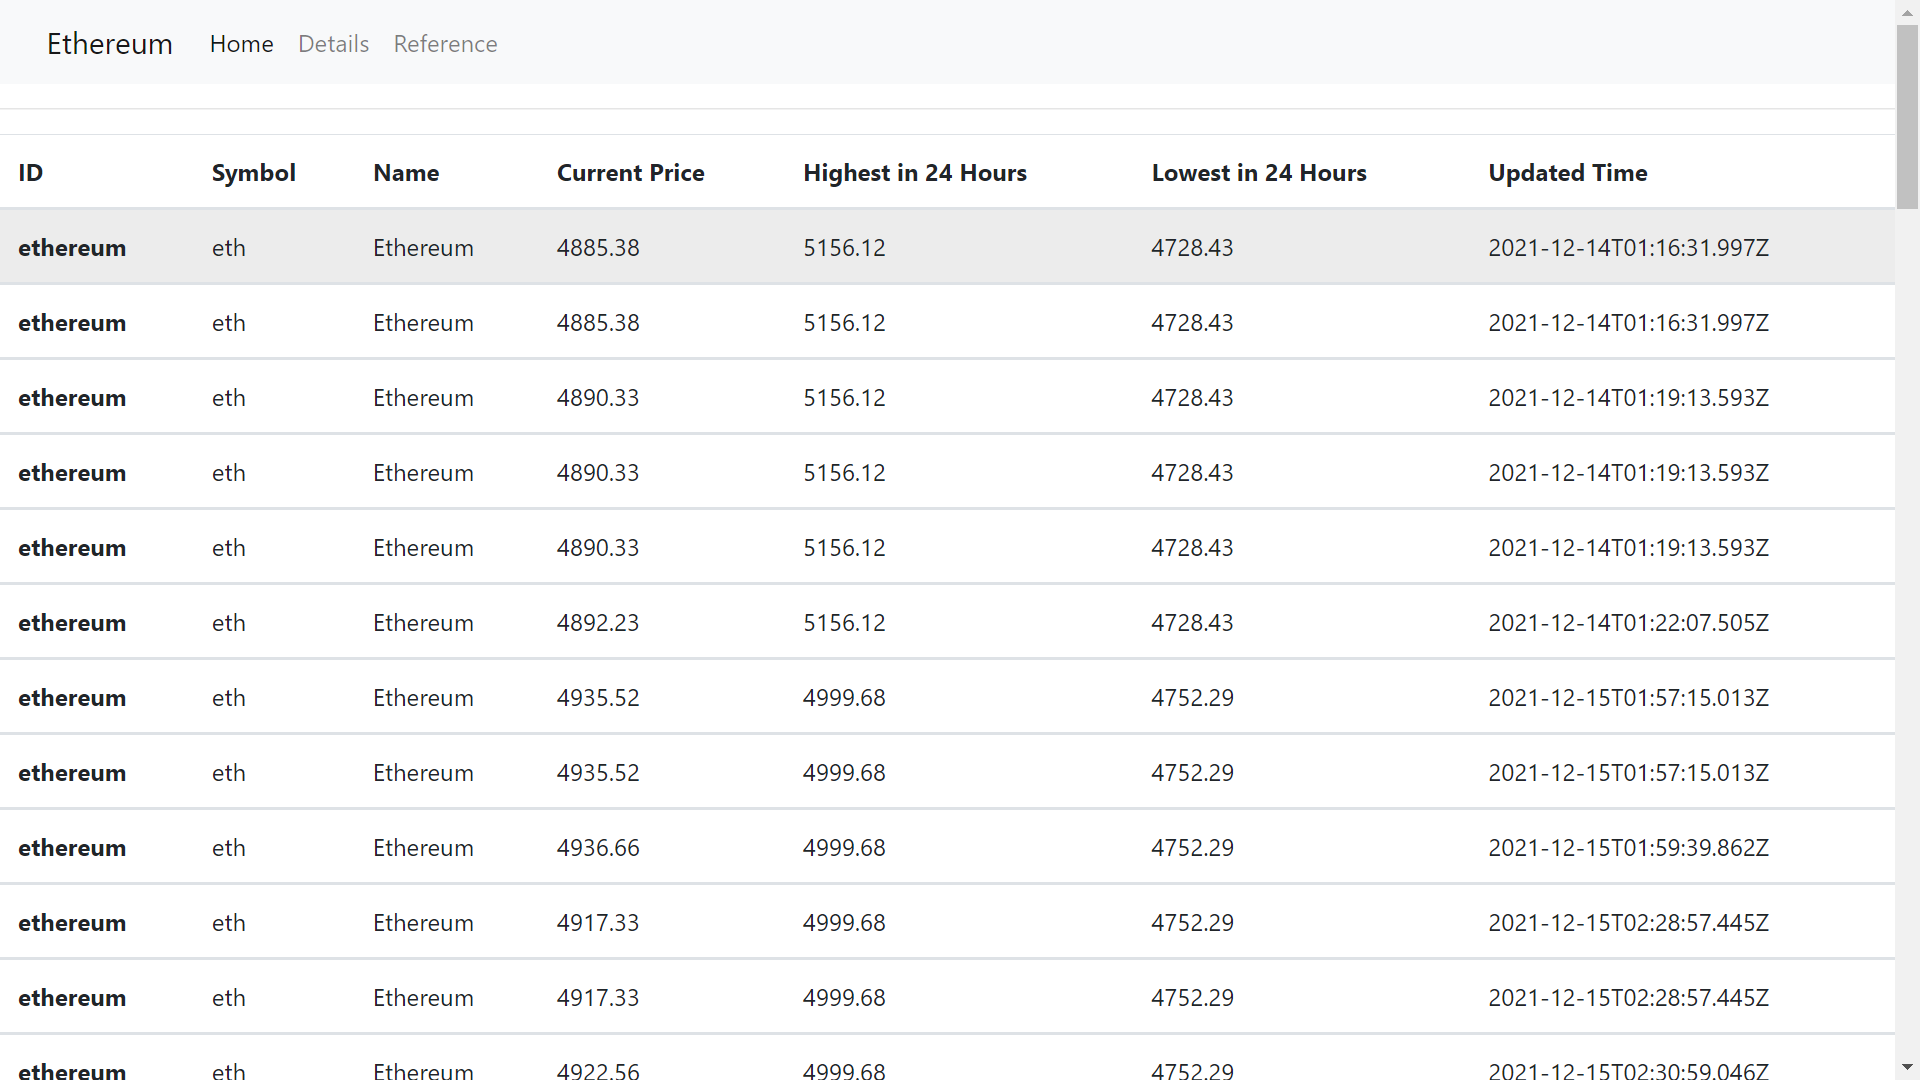 Ethereum Home Details Reference
ID Symbol Name Current Price Highest in 24 Hours Lowest in 24 Hours Updated Time
ethereum eth Ethereum 4885.38 5156.12 4728.43 2021-12-14T01:16:31.997Z
ethereum eth Ethereum 4885.38 5156.12 4728.43 2021-12-14T01:16:31.997Z
ethereum eth Ethereum 4890.33 5156.12 4728.43 2021-12-14T01:19:13.593Z
ethereum eth Ethereum 4890.33 5156.12 4728.43 2021-12-14T01:19:13.593Z
ethereum eth Ethereum 4890.33 5156.12 4728.43 2021-12-14T01:19:13.593Z
ethereum eth Ethereum 4892.23 5156.12 4728.43 2021-12-14T01:22:07.505Z
ethereum eth Ethereum 4935.52 4999.68 4752.29 2021-12-15T01:57:15.013Z
ethereum eth Ethereum 4935.52 4999.68 4752.29 2021-12-15T01:57:15.013Z
ethereum eth Ethereum 4936.66 4999.68 4752.29 2021-12-15T01:59:39.862Z
ethereum eth Ethereum 4917.33 4999.68 4752.29 2021-12-15T02:28:57.445Z
ethereum eth Ethereum 4917.33 4999.68 4752.29 2021-12-15T02:28:57.445Z
ethereum eth Ethereum 4922.56 4999.68 4752.29 2021-12-15T02:30:59.046Z